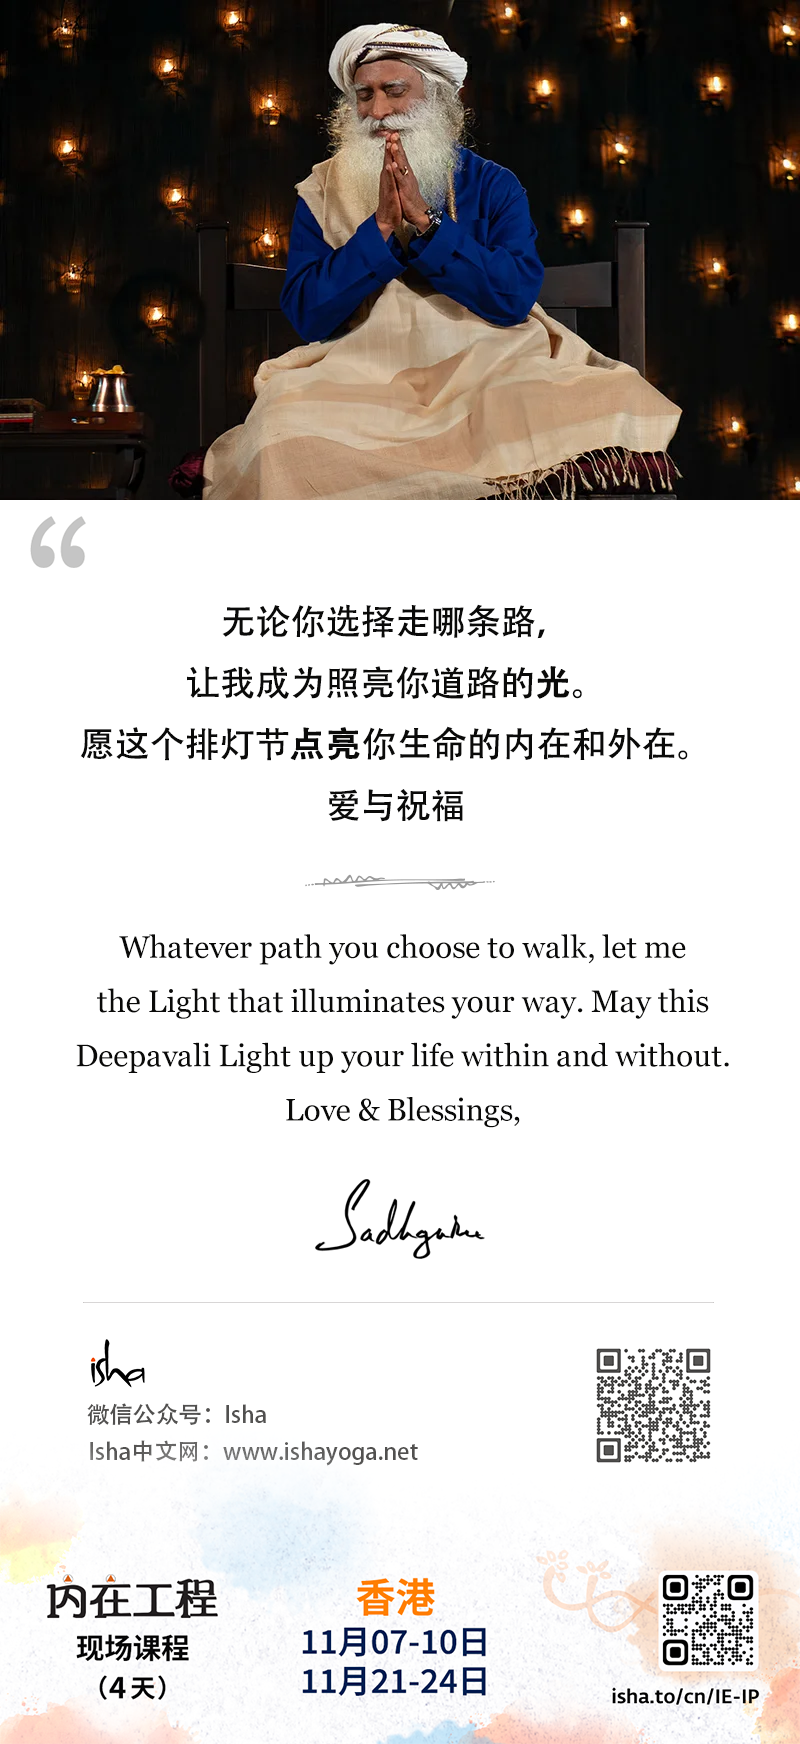 “
无论你选择走哪条路，
让我成为照亮你道路的光。
愿这个排灯节点亮你生命的内在和外在。
爱与祝福
Whatever path you choose to walk, let me
the Light that illuminates your way. May this
Deepavali Light up your life within and without.
Love & Blessings,
Sadhguru
isha
微信公众号：Isha
Isha中文网：www.ishayoga.net
内在工程
现场课程
（4天）
香港
11月07-10日
11月21-24日
isha.to/cn/IE-IP